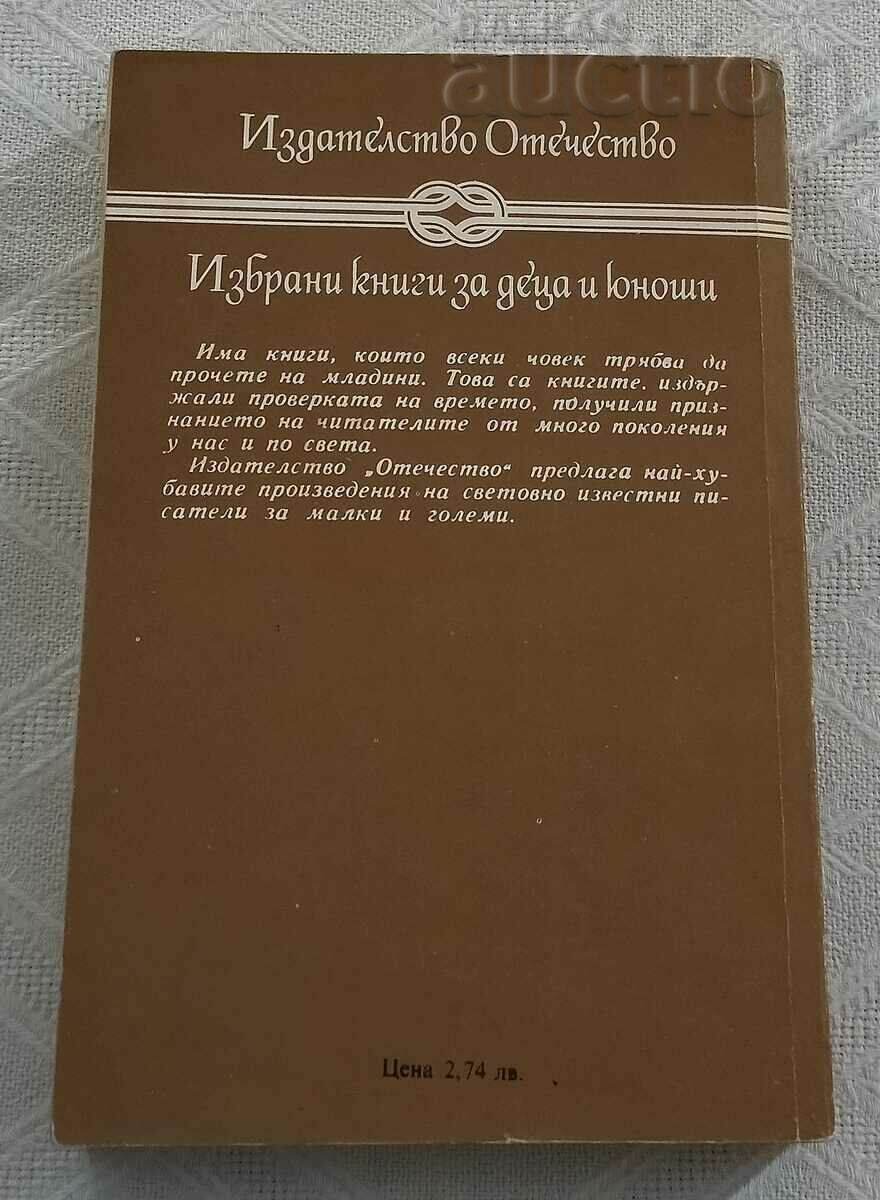 auctio
Издателство Отечество
Избрани книги за деца и юноши
Има книги, които всеки човек трябва да
прочете на младини. Това са книгите, издър-
жали проверката на времето, получили приз-
нанието на читателите от много поколения
у нас и по света.
Издателство „Отечество“ предлага най-ху-
бавите произведения на световно известни пи-
сатели за малки и големи.
Цена 2,74 лв.